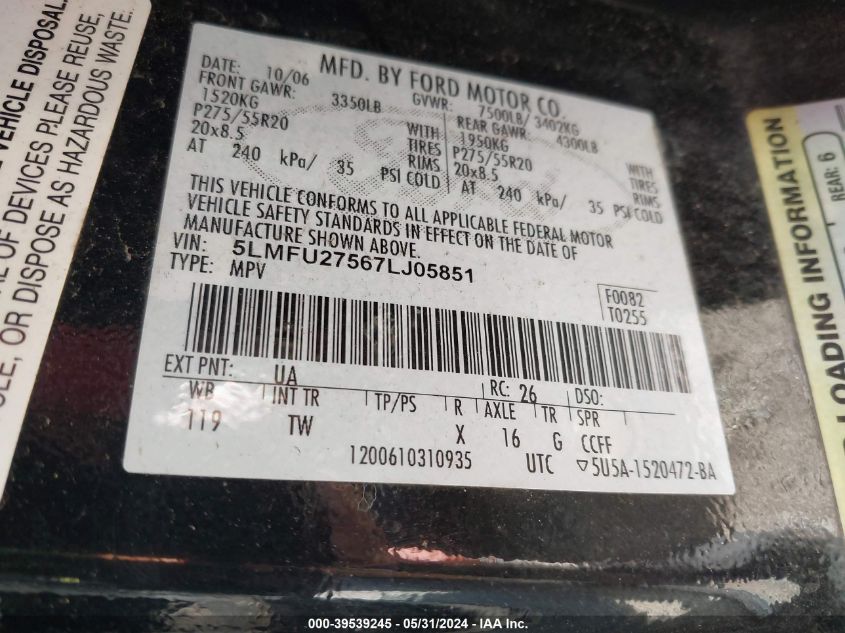 VEHICLE DISPOSAL.
OF DEVICES PLEASE REUSE,
OR DISPOSE AS HAZARDOUS WASTE.
MFD. BY FORD MOTOR CO.
DATE: 10/06 GVWR: 7500LB/ 3402KG
FRONT GAWR: 3350LB REAR GAWR: 4300LB
1520KG WITH 1950KG WITH
P275/55R20 TIRES P275/55R20 TIRES
20x8.5 RIMS 20x8.5 RIMS
AT 240 kPa/ 35 PSI COLD AT 240 kPa/ 35 PSI COLD
THIS VEHICLE CONFORMS TO ALL APPLICABLE FEDERAL MOTOR
VEHICLE SAFETY STANDARDS IN EFFECT ON THE DATE OF
MANUFACTURE SHOWN ABOVE.
VIN: 5LMFU27567LJ05851
TYPE: MPV
F0082
T0255
EXT PNT: UA RC: 26 DSO:
WB INT TR TP/PS R AXLE TR SPR
119 TW X 16 G CCFF
1200610310935 UTC ▽5U5A-1520472-BA
LOADING INFORMATION
REAR: 6
000-39539245 - 05/31/2024 - IAA Inc.